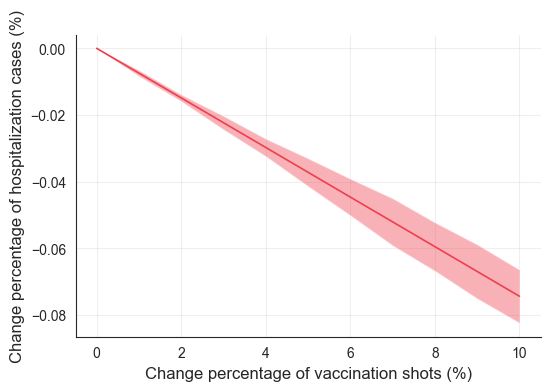 Change percentage of hospitalization cases (%)
0.00
−0.02
−0.04
−0.06
−0.08
0 2 4 6 8 10
Change percentage of vaccination shots (%)